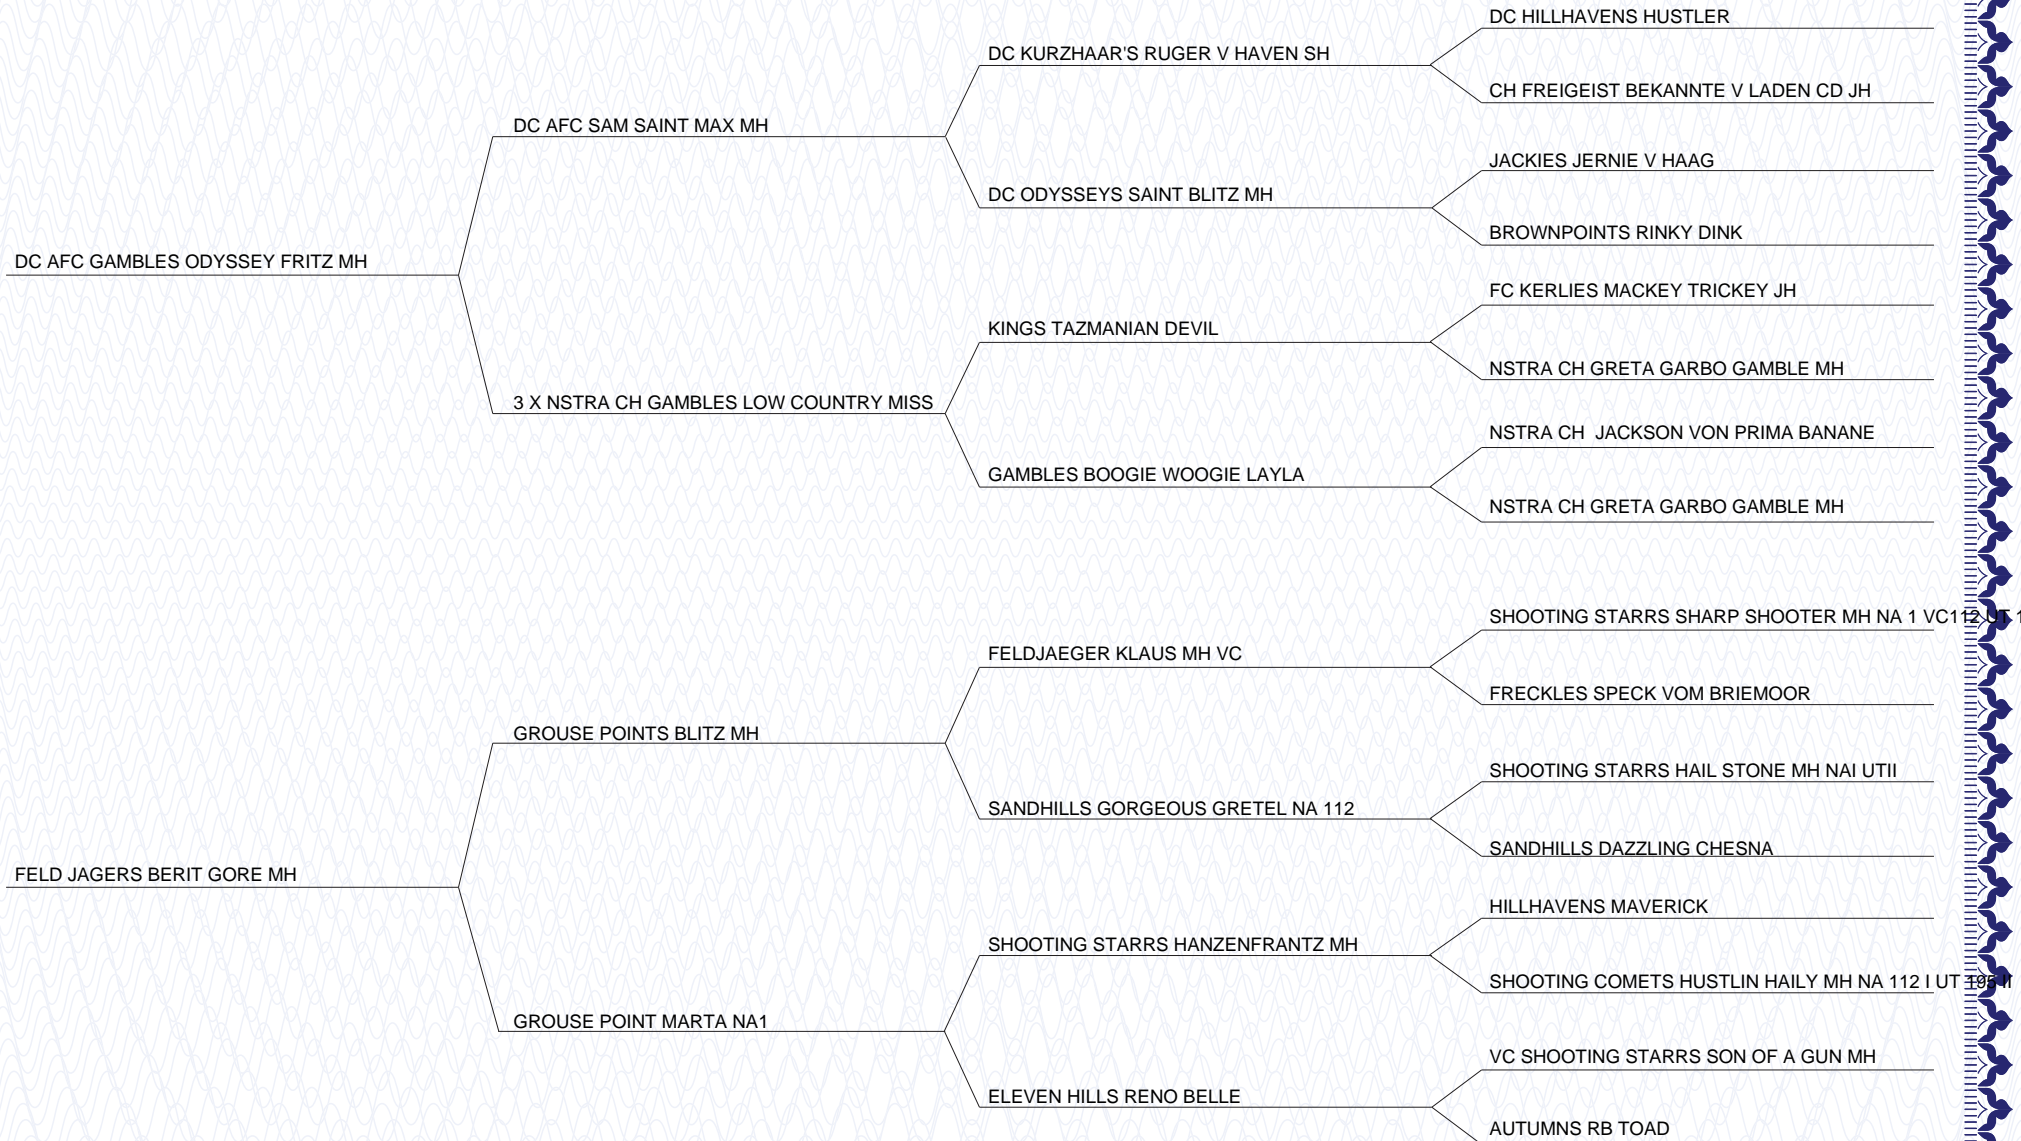 DC HILLHAVENS HUSTLER
DC KURZHAAR'S RUGER V HAVEN SH
CH FREIGEIST BEKANNTE V LADEN CD JH
DC AFC SAM SAINT MAX MH
JACKIES JERNIE V HAAG
DC ODYSSEYS SAINT BLITZ MH
BROWNPOINTS RINKY DINK
DC AFC GAMBLES ODYSSEY FRITZ MH
FC KERLIES MACKEY TRICKEY JH
KINGS TAZMANIAN DEVIL
NSTRA CH GRETA GARBO GAMBLE MH
3 X NSTRA CH GAMBLES LOW COUNTRY MISS
NSTRA CH  JACKSON VON PRIMA BANANE
GAMBLES BOOGIE WOOGIE LAYLA
NSTRA CH GRETA GARBO GAMBLE MH
SHOOTING STARRS SHARP SHOOTER MH NA 1 VC112 UT 1
FELDJAEGER KLAUS MH VC
FRECKLES SPECK VOM BRIEMOOR
GROUSE POINTS BLITZ MH
SHOOTING STARRS HAIL STONE MH NAI UTII
SANDHILLS GORGEOUS GRETEL NA 112
SANDHILLS DAZZLING CHESNA
FELD JAGERS BERIT GORE MH
HILLHAVENS MAVERICK
SHOOTING STARRS HANZENFRANTZ MH
SHOOTING COMETS HUSTLIN HAILY MH NA 112 I UT 195 II
GROUSE POINT MARTA NA1
VC SHOOTING STARRS SON OF A GUN MH
ELEVEN HILLS RENO BELLE
AUTUMNS RB TOAD